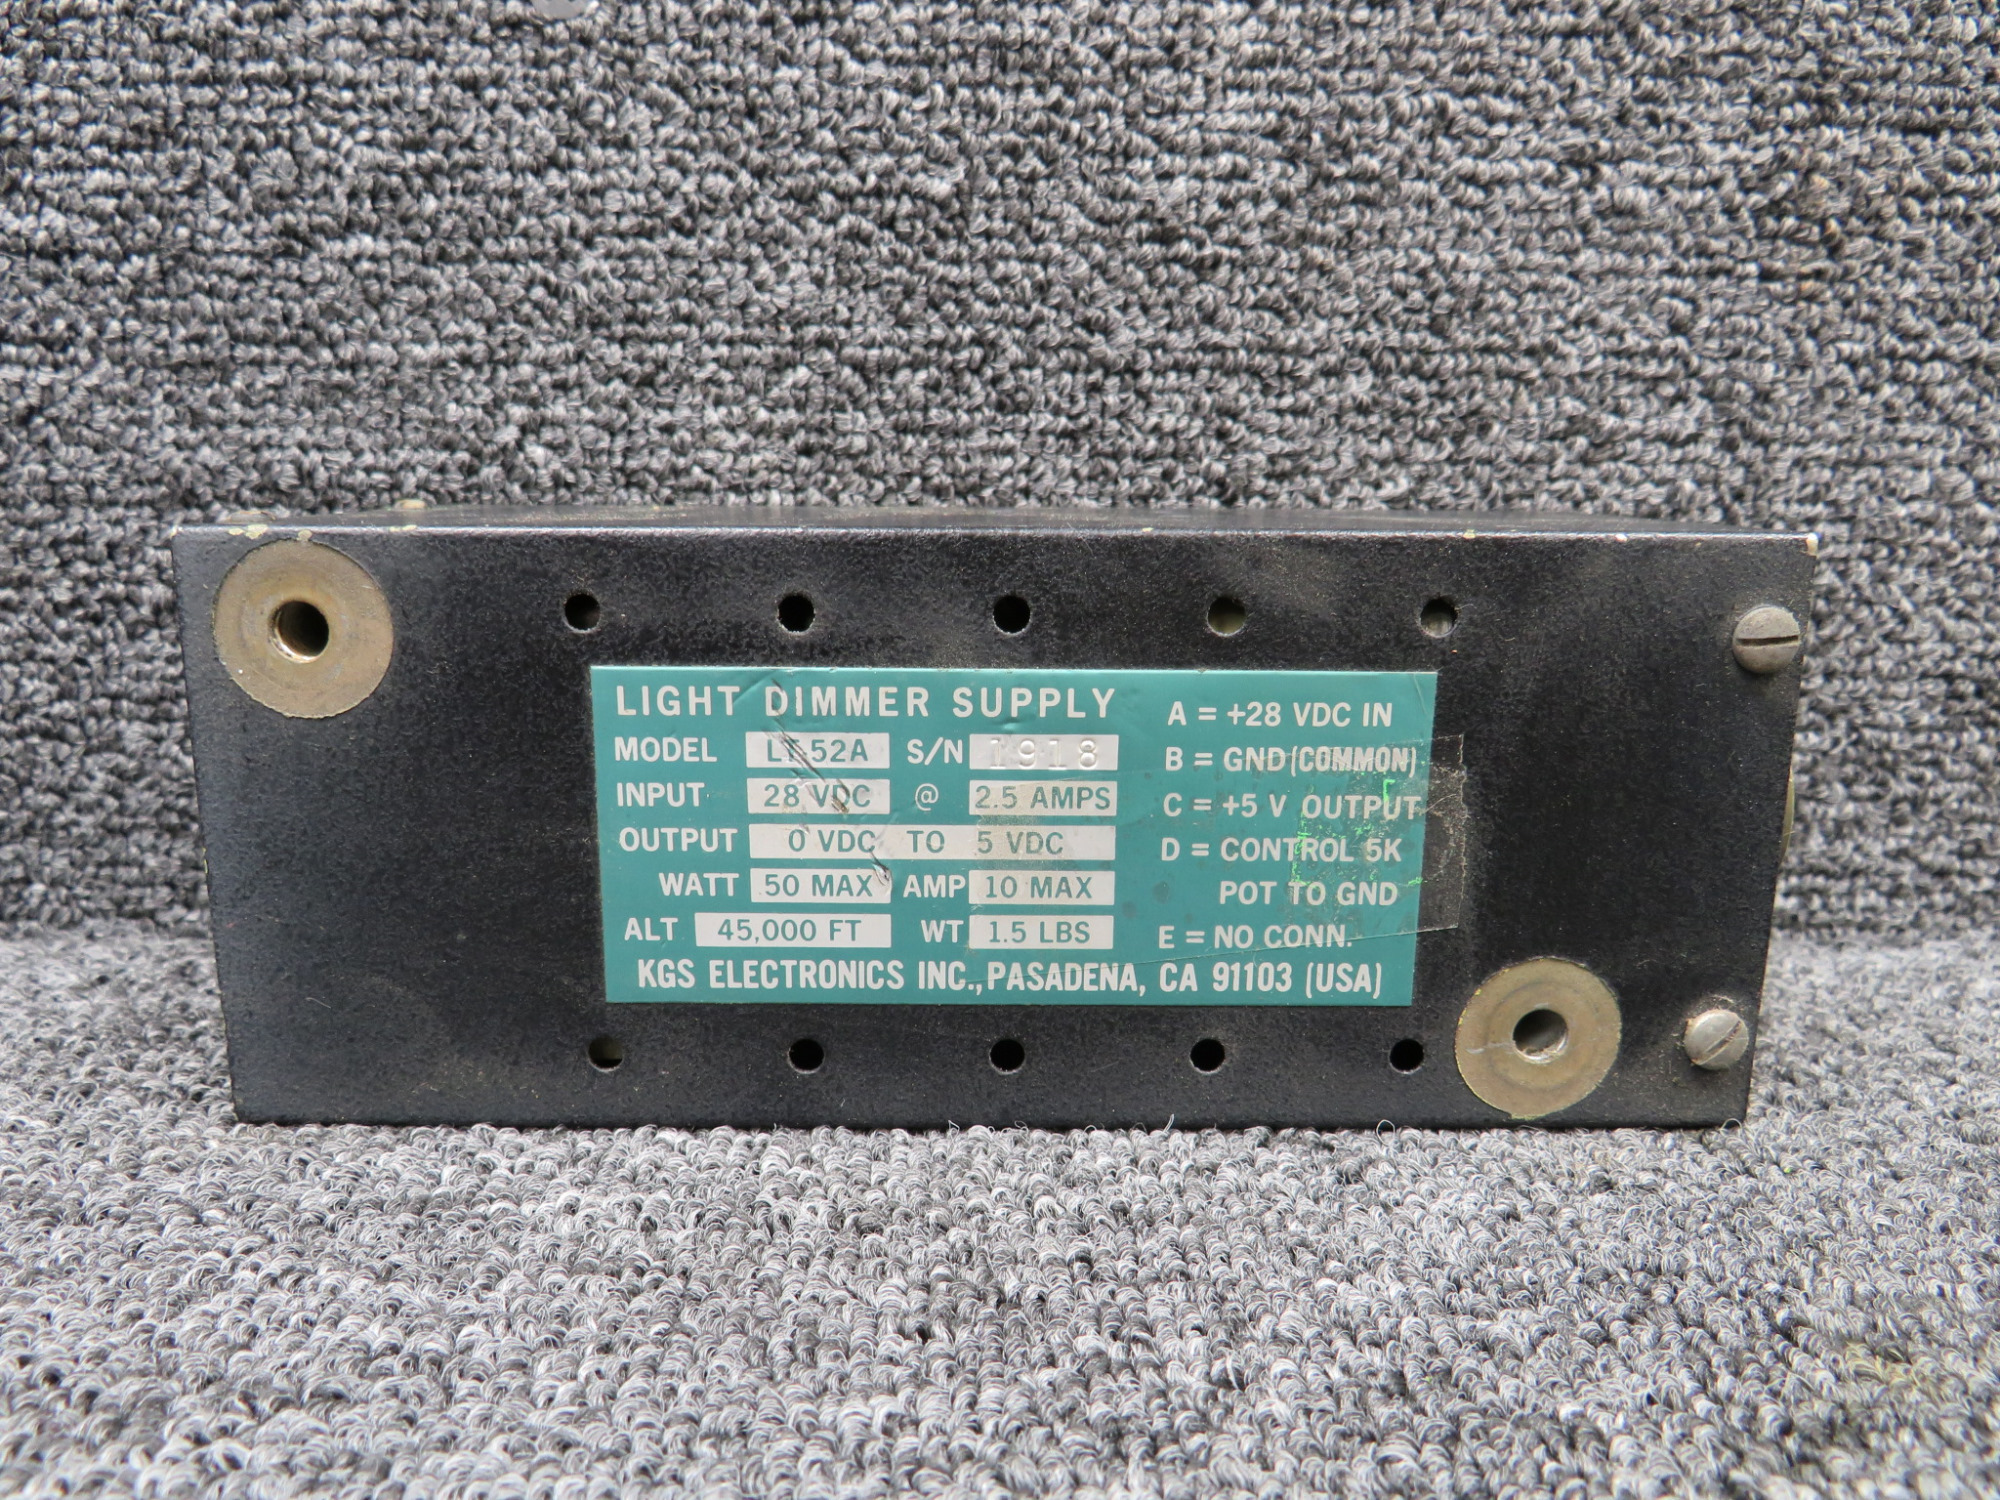 LIGHT DIMMER SUPPLY
MODEL LT-52A S/N 1918
INPUT 28 VDC @ 2.5 AMPS
OUTPUT 0 VDC TO 5 VDC
WATT 50 MAX AMP 10 MAX
ALT 45,000 FT WT 1.5 LBS
A = +28 VDC IN
B = GND (COMMON)
C = +5 V OUTPUT
D = CONTROL 5K
POT TO GND
E = NO CONN.
KGS ELECTRONICS INC., PASADENA, CA 91103 (USA)